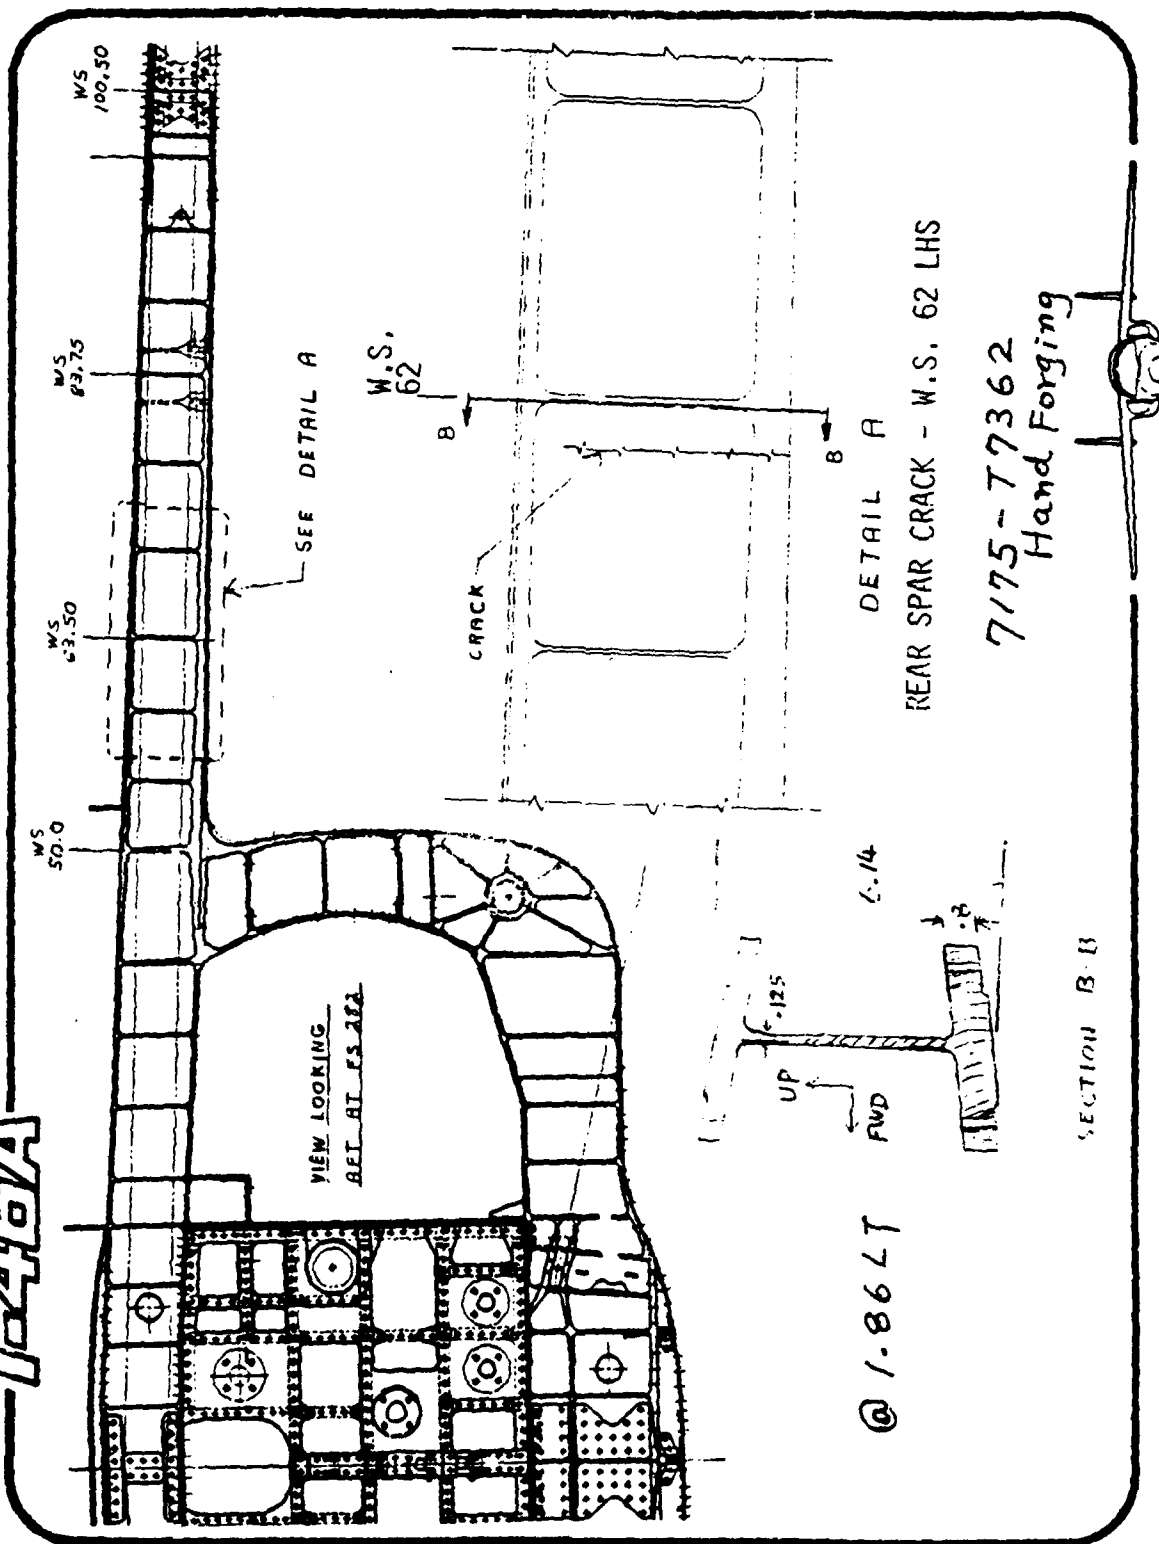 WS
100.50
WS
83.75
WS
63.50
WS
50.0
SEE DETAIL A
VIEW LOOKING
AFT AT FS 282
W.S.
62
B
B
CRACK
DETAIL A
REAR SPAR CRACK - W.S. 62 LHS
7175-T7362
Hand Forging
.125
UP
FWD
SECTION B-B
@ 1.86 LT